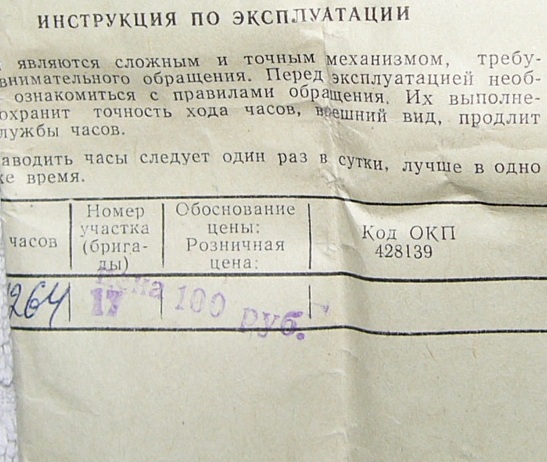 ИНСТРУКЦИЯ ПО ЭКСПЛУАТАЦИИ
являются сложным и точным механизмом, требу-
внимательного обращения. Перед эксплуатацией необ-
ознакомиться с правилами обращения. Их выполне-
охранит точность хода часов, внешний вид, продлит
лужбы часов.
аводить часы следует один раз в сутки, лучше в одно
же время.
часов
Номер
участка
(брига-
ды)
Обоснование
цены:
Розничная
цена:
Код ОКП
428139
264
17
Цена 100 руб.